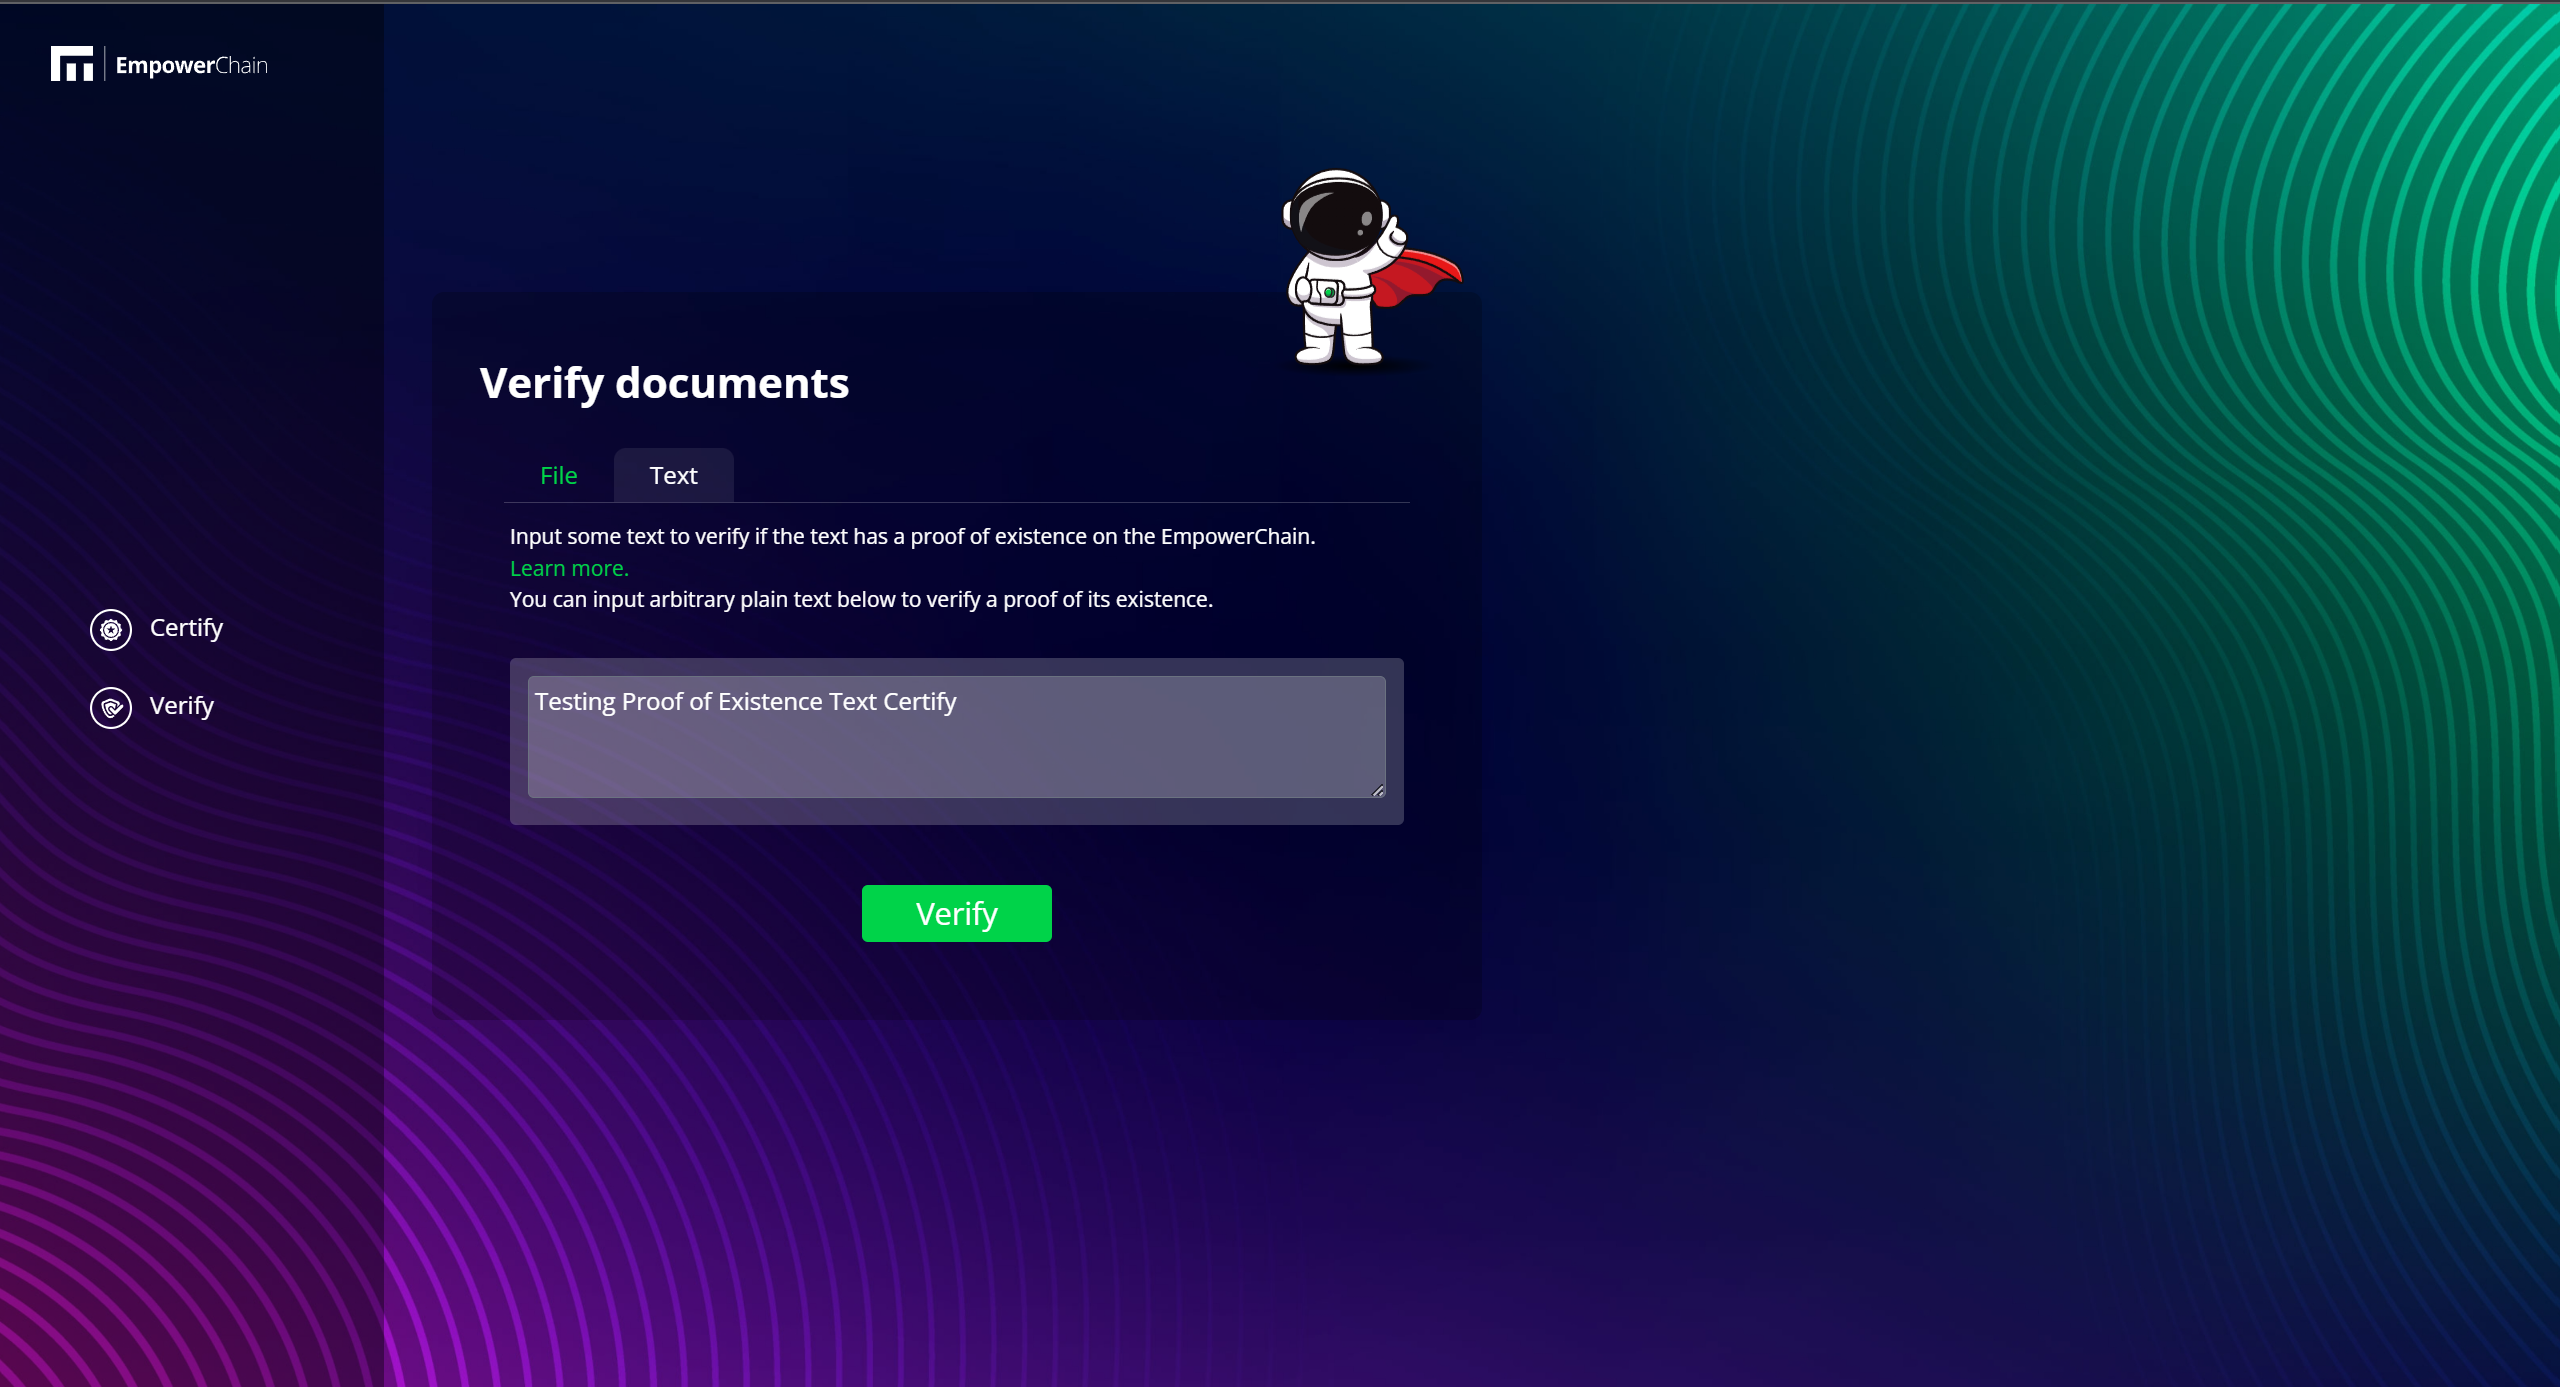 EmpowerChain
Verify documents
File
Text
Input some text to verify if the text has a proof of existence on the EmpowerChain.
Learn more.
You can input arbitrary plain text below to verify a proof of its existence.
Certify
Verify
Testing Proof of Existence Text Certify
Verify